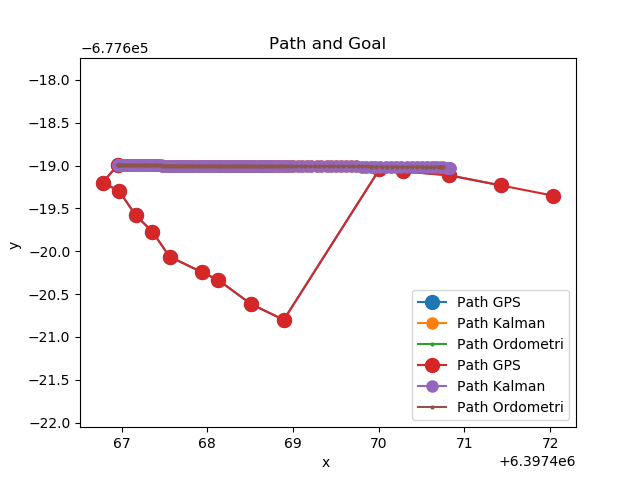 Path and Goal
−6.776e5
−18.0
−18.5
−19.0
−19.5
−20.0
−20.5
−21.0
−21.5
−22.0
y
67 68 69 70 71 72
x
+6.3974e6
Path GPS
Path Kalman
Path Ordometri
Path GPS
Path Kalman
Path Ordometri